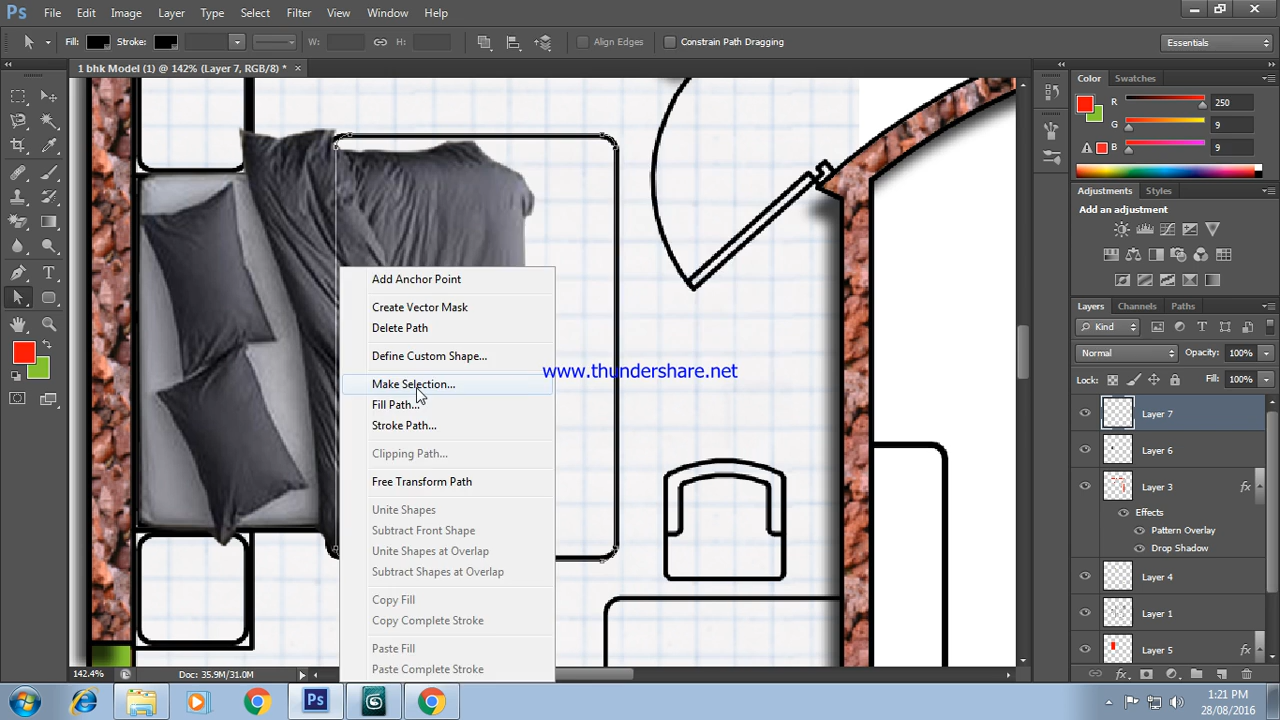 Ps File Edit Image Layer Type Select Filter View Window Help
Fill: Stroke: W: H: Align Edges Constrain Path Dragging Essentials
1 bhk Model (1) @ 142% (Layer 7, RGB/8) * ×
Color Swatches
R 250
G 9
B 9
Adjustments Styles
Add an adjustment
Add Anchor Point
Create Vector Mask
Delete Path
Define Custom Shape...
Make Selection...
Fill Path...
Stroke Path...
Clipping Path...
Free Transform Path
Unite Shapes
Subtract Front Shape
Unite Shapes at Overlap
Subtract Shapes at Overlap
Copy Fill
Copy Complete Stroke
Paste Fill
Paste Complete Stroke
www.thundershare.net
Layers Channels Paths
Kind
Normal Opacity: 100%
Lock: Fill: 100%
Layer 7
Layer 6
Layer 3 fx
Effects
Pattern Overlay
Drop Shadow
Layer 4
Layer 1
Layer 5 fx
142.4% Doc: 35.9M/31.0M
Ps
1:21 PM
28/08/2016